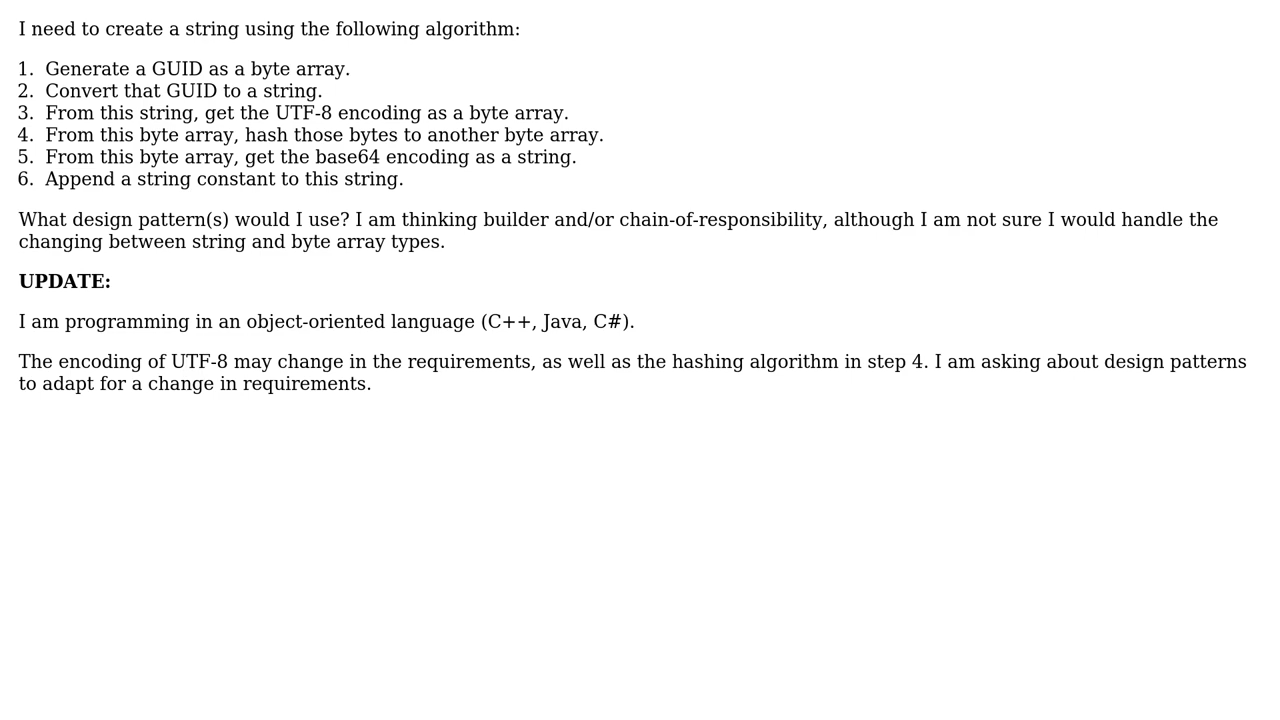 I need to create a string using the following algorithm:
1. Generate a GUID as a byte array.
2. Convert that GUID to a string.
3. From this string, get the UTF-8 encoding as a byte array.
4. From this byte array, hash those bytes to another byte array.
5. From this byte array, get the base64 encoding as a string.
6. Append a string constant to this string.
What design pattern(s) would I use? I am thinking builder and/or chain-of-responsibility, although I am not sure I would handle the
changing between string and byte array types.
UPDATE:
I am programming in an object-oriented language (C++, Java, C#).
The encoding of UTF-8 may change in the requirements, as well as the hashing algorithm in step 4. I am asking about design patterns
to adapt for a change in requirements.